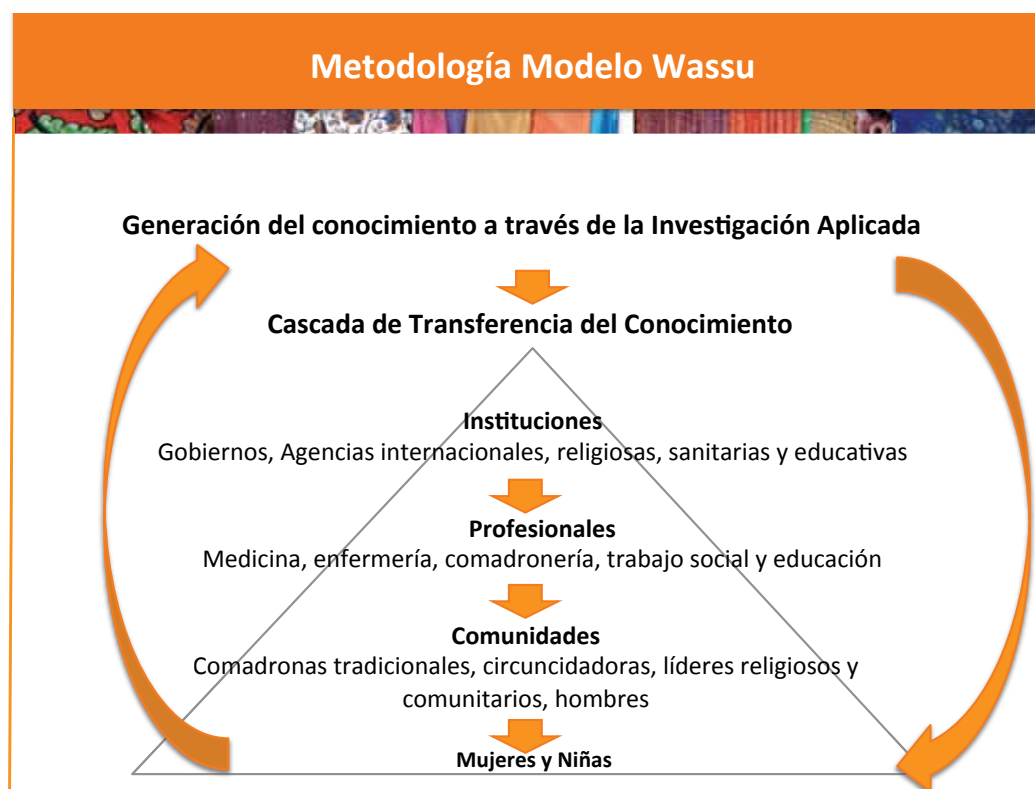 Metodología Modelo Wassu
Generación del conocimiento a través de la Investigación Aplicada
Cascada de Transferencia del Conocimiento
Instituciones
Gobiernos, Agencias internacionales, religiosas, sanitarias y educativas
Profesionales
Medicina, enfermería, comadronería, trabajo social y educación
Comunidades
Comadronas tradicionales, circuncidadoras, líderes religiosos y
comunitarios, hombres
Mujeres y Niñas